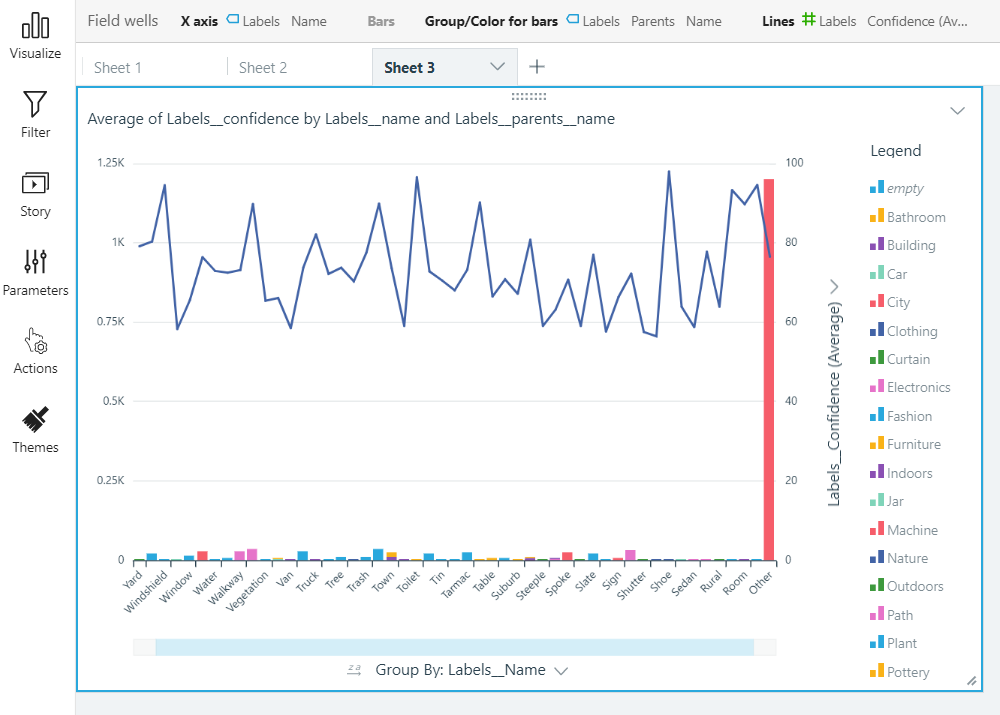 Visualize
Filter
Story
Parameters
Actions
Themes
Field wells X axis Labels Name Bars Group/Color for bars Labels Parents Name Lines Labels Confidence (Av...
Sheet 1 Sheet 2 Sheet 3
Average of Labels__confidence by Labels__name and Labels__parents__name
1.25K
1K
0.75K
0.5K
0.25K
0
100
80
60
40
20
0
Labels__Confidence (Average)
Yard
Windshield
Window
Water
Walkway
Vegetation
Van
Truck
Tree
Trash
Town
Toilet
Tin
Tarmac
Table
Suburb
Steeple
Spoke
Slate
Sign
Shutter
Shoe
Sedan
Rural
Room
Other
za Group By: Labels__Name
Legend
empty
Bathroom
Building
Car
City
Clothing
Curtain
Electronics
Fashion
Furniture
Indoors
Jar
Machine
Nature
Outdoors
Path
Plant
Pottery